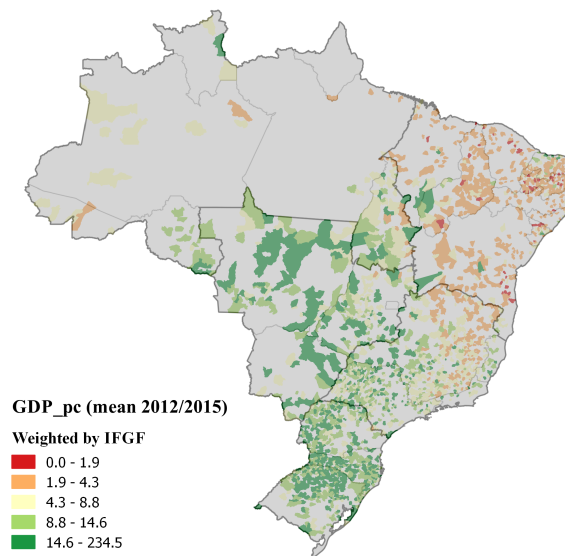 GDP_pc (mean 2012/2015)
Weighted by IFGF
0.0 - 1.9
1.9 - 4.3
4.3 - 8.8
8.8 - 14.6
14.6 - 234.5